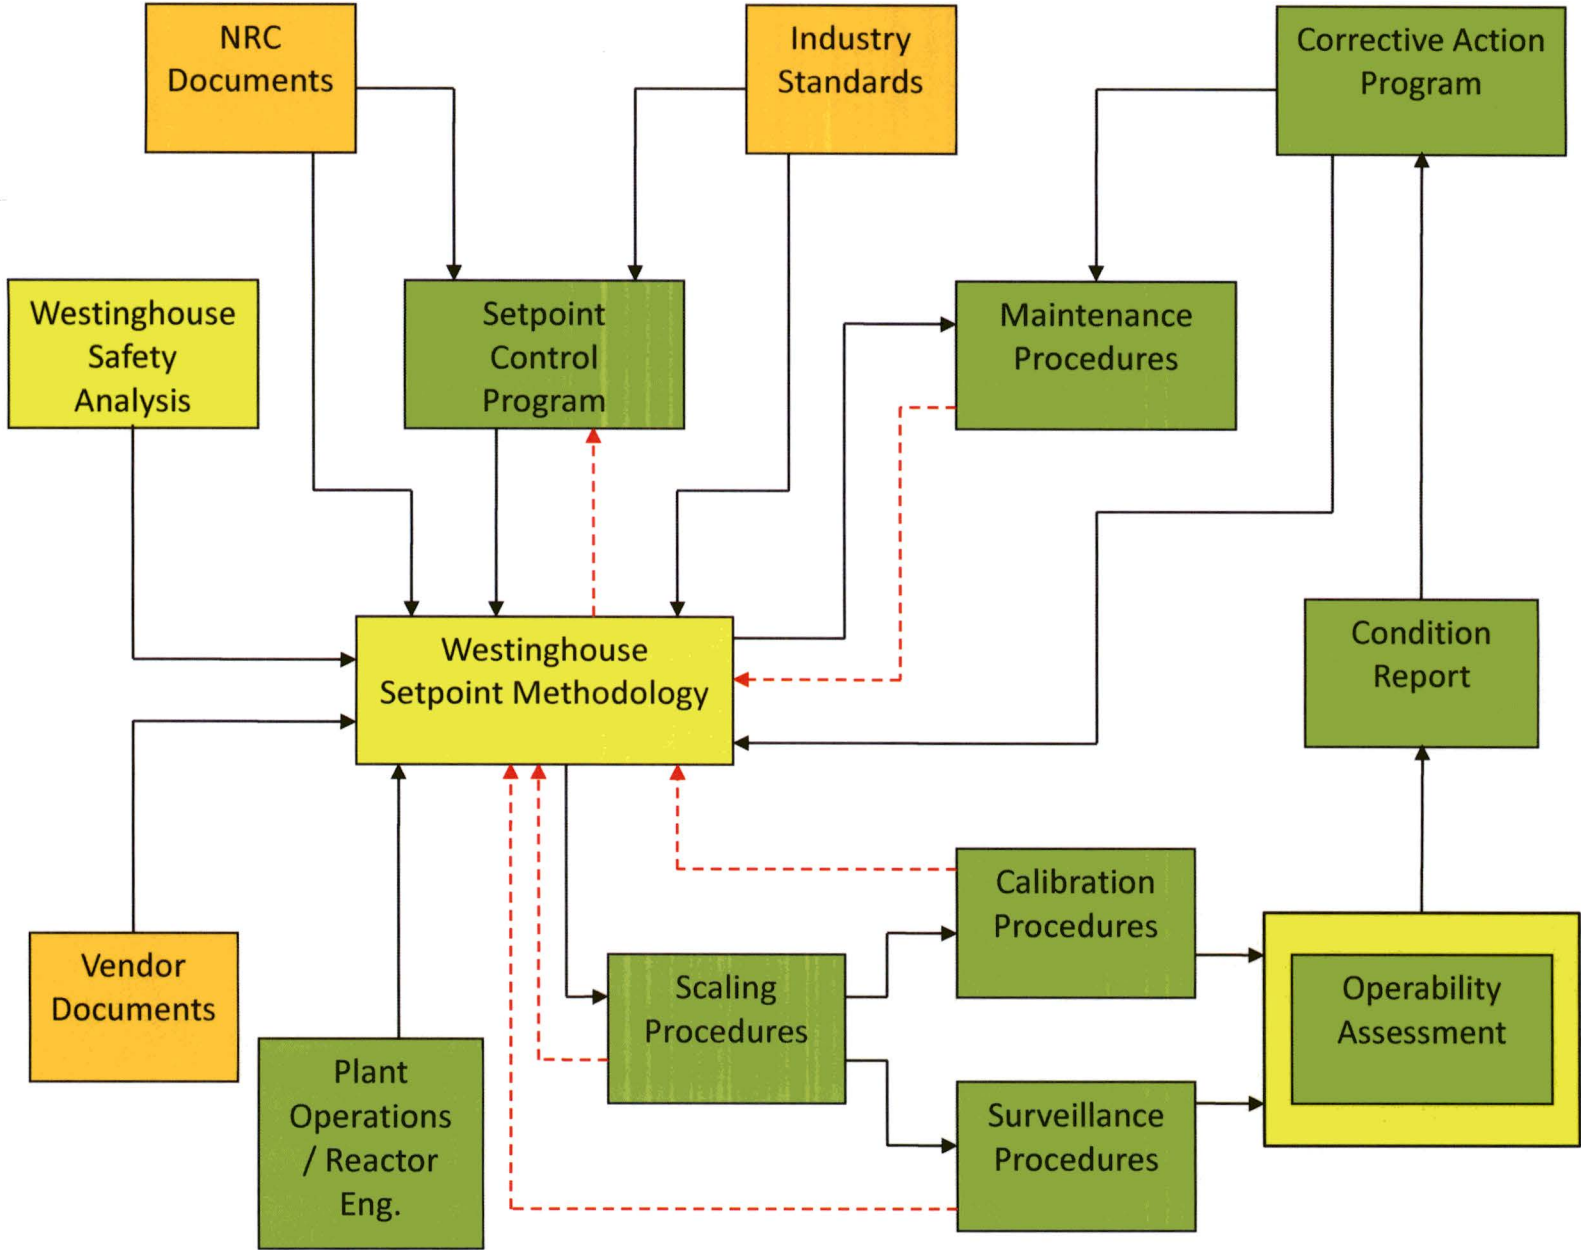 NRC
Documents
Industry
Standards
Corrective Action
Program
Westinghouse
Safety
Analysis
Setpoint
Control
Program
Maintenance
Procedures
Westinghouse
Setpoint Methodology
Condition
Report
Vendor
Documents
Plant
Operations
/ Reactor
Eng.
Scaling
Procedures
Calibration
Procedures
Surveillance
Procedures
Operability
Assessment